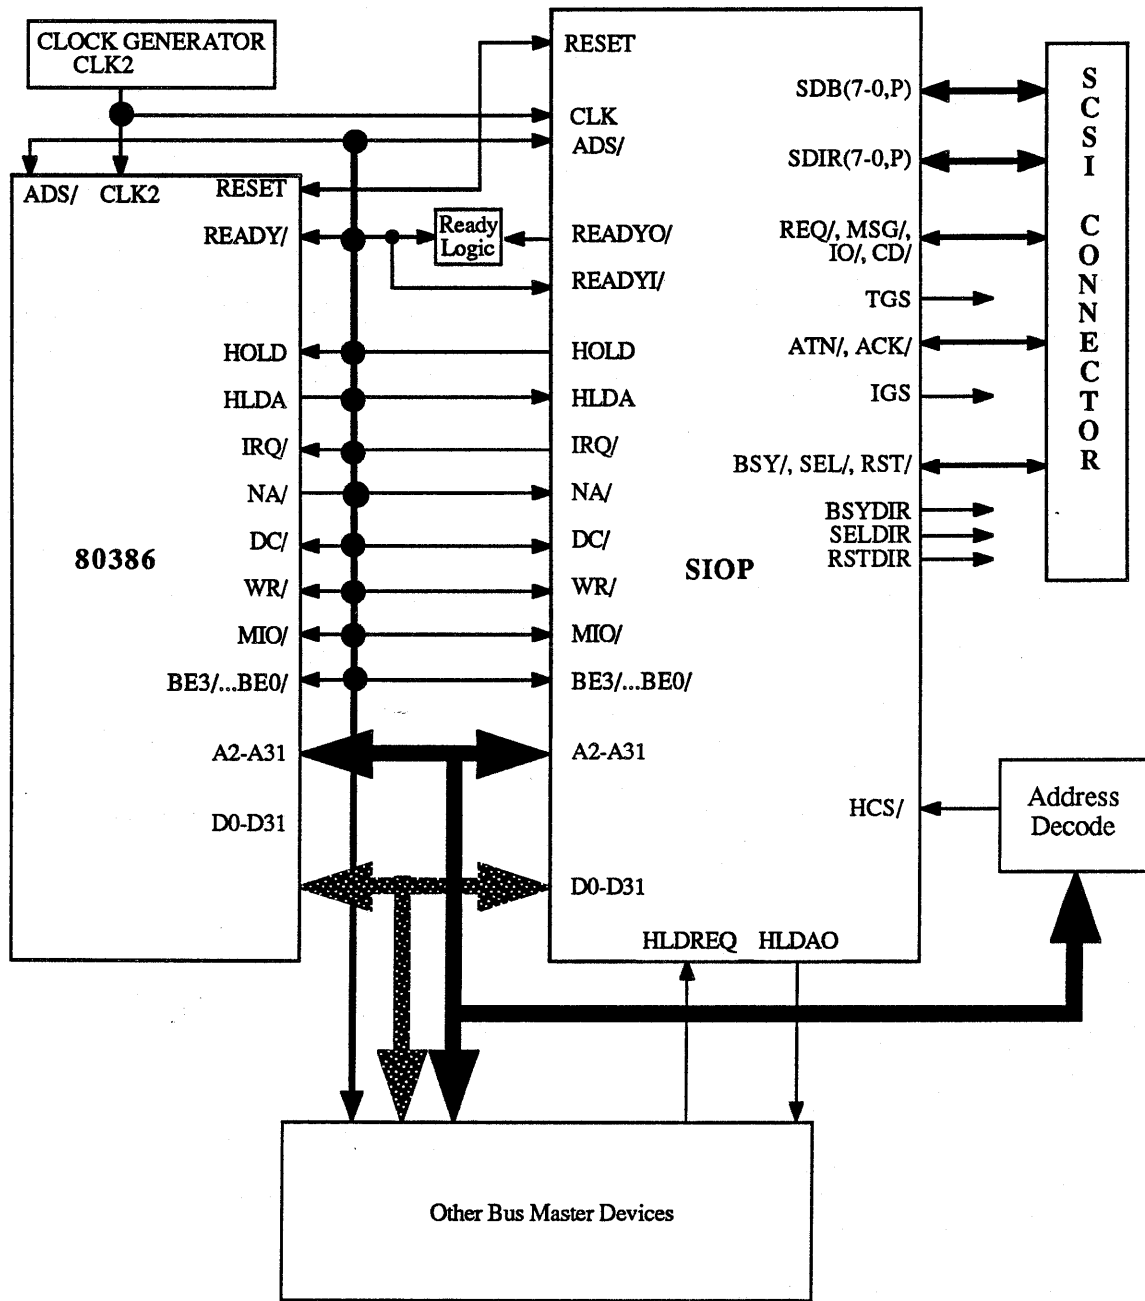 CLOCK GENERATOR
CLK2
ADS/ CLK2
RESET
READY/
HOLD
HLDA
IRQ/
NA/
DC/
WR/
MIO/
BE3/...BE0/
A2-A31
D0-D31
80386
Ready
Logic
RESET
CLK
ADS/
READYO/
READYI/
HOLD
HLDA
IRQ/
NA/
DC/
WR/
MIO/
BE3/...BE0/
A2-A31
D0-D31
SIOP
SDB(7-0,P)
SDIR(7-0,P)
REQ/, MSG/,
IO/, CD/
TGS
ATN/, ACK/
IGS
BSY/, SEL/, RST/
BSYDIR
SELDIR
RSTDIR
HCS/
HLDREQ HLDAO
SCSI CONNECTOR
Address
Decode
Other Bus Master Devices